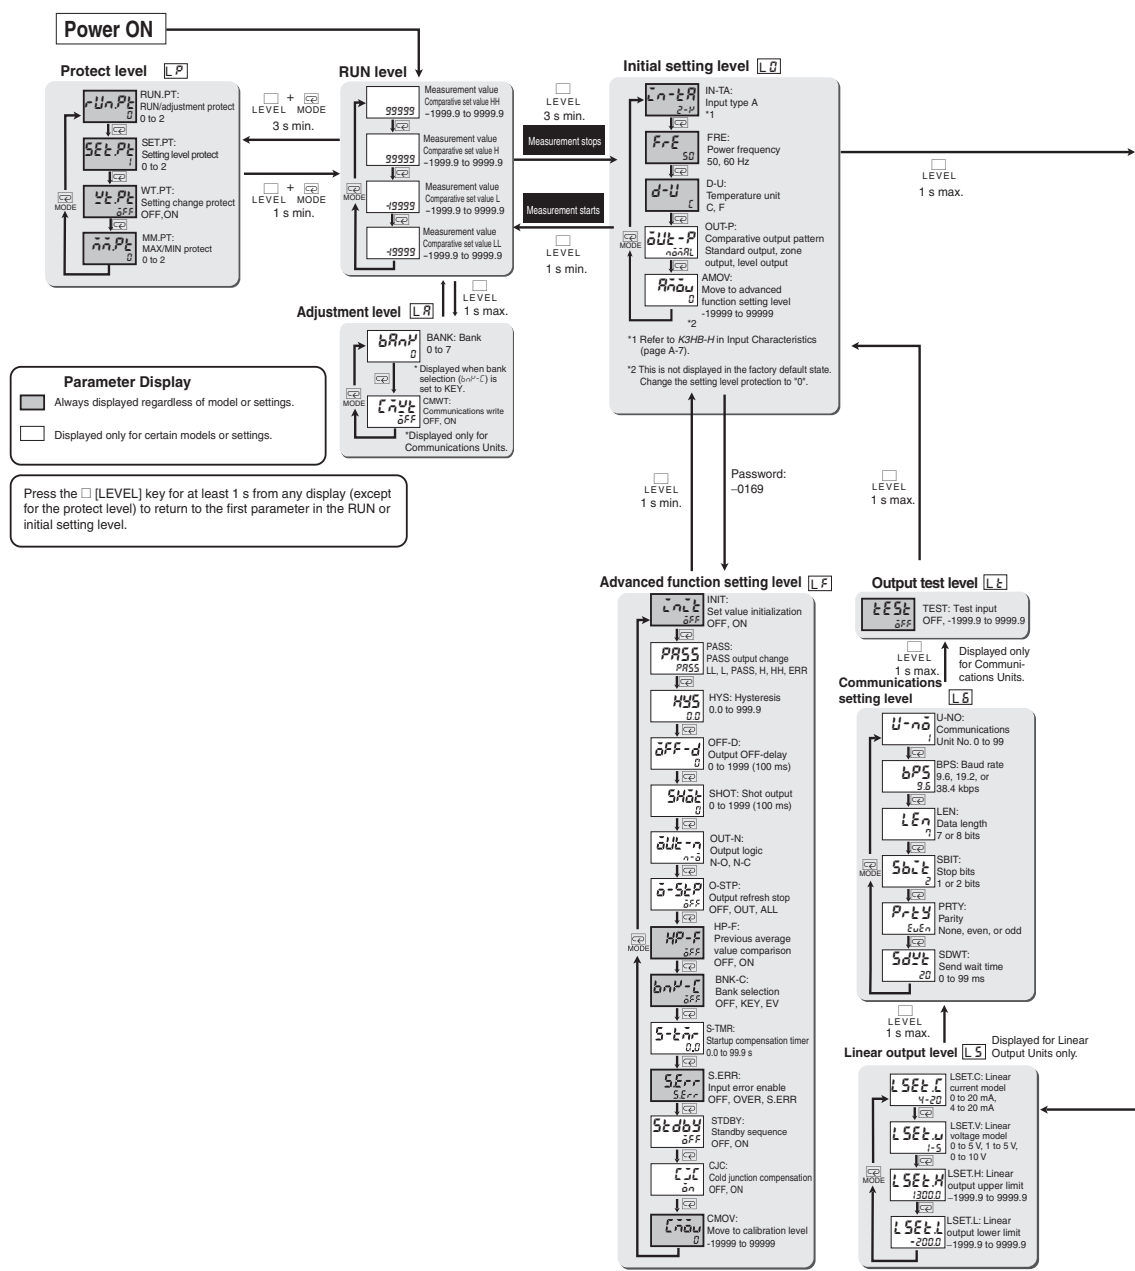 Power ON
Protect level LP
RUN.PT:
RUN/adjustment protect
0 to 2
SET.PT:
Setting level protect
0 to 2
WT.PT:
Setting change protect
OFF,ON
MM.PT:
MAX/MIN protect
0 to 2
MODE
LEVEL + MODE
3 s min.
LEVEL + MODE
1 s min.
RUN level
Measurement value
Comparative set value HH
99999 −1999.9 to 9999.9
Measurement value
Comparative set value H
99999 −1999.9 to 9999.9
Measurement value
Comparative set value L
-19999 −1999.9 to 9999.9
Measurement value
Comparative set value LL
-19999 −1999.9 to 9999.9
MODE
LEVEL
3 s min.
Measurement stops
Measurement starts
LEVEL
1 s min.
LEVEL
1 s max.
Adjustment level LA
BANK: Bank
0 to 7
* Displayed when bank
selection (bnK-C) is
set to KEY.
CMWT:
Communications write
OFF, ON
*Displayed only for
Communications Units.
MODE
Initial setting level L0
IN-TA:
Input type A
*1
FRE:
Power frequency
50, 60 Hz
D-U:
Temperature unit
C, F
OUT-P:
Comparative output pattern
Standard output, zone
output, level output
AMOV:
Move to advanced
function setting level
-19999 to 99999
*2
MODE
*1 Refer to K3HB-H in Input Characteristics
(page A-7).
*2 This is not displayed in the factory default state.
Change the setting level protection to "0".
LEVEL
1 s max.
Parameter Display
Always displayed regardless of model or settings.
Displayed only for certain models or settings.
Press the □ [LEVEL] key for at least 1 s from any display (except
for the protect level) to return to the first parameter in the RUN or
initial setting level.
LEVEL
1 s min.
Password:
−0169
LEVEL
1 s max.
Advanced function setting level LF
INIT:
Set value initialization
OFF, ON
PASS:
PASS output change
LL, L, PASS, H, HH, ERR
HYS: Hysteresis
0.0 to 999.9
OFF-D:
Output OFF-delay
0 to 1999 (100 ms)
SHOT: Shot output
0 to 1999 (100 ms)
OUT-N:
Output logic
N-O, N-C
O-STP:
Output refresh stop
OFF, OUT, ALL
HP-F:
Previous average
value comparison
OFF, ON
BNK-C:
Bank selection
OFF, KEY, EV
S-TMR:
Startup compensation timer
0.0 to 99.9 s
S.ERR:
Input error enable
OFF, OVER, S.ERR
STDBY:
Standby sequence
OFF, ON
CJC:
Cold junction compensation
OFF, ON
CMOV:
Move to calibration level
-19999 to 99999
MODE
Output test level Lt
TEST: Test input
OFF, -1999.9 to 9999.9
LEVEL
1 s max.
Displayed only
for Communi-
cations Units.
Communications
setting level L6
U-NO:
Communications
Unit No. 0 to 99
BPS: Baud rate
9.6, 19.2, or
38.4 kbps
LEN:
Data length
7 or 8 bits
SBIT:
Stop bits
1 or 2 bits
PRTY:
Parity
None, even, or odd
SDWT:
Send wait time
0 to 99 ms
MODE
LEVEL
1 s max.
Linear output level L5
Displayed for Linear
Output Units only.
LSET.C: Linear
current model
0 to 20 mA,
4 to 20 mA
LSET.V: Linear
voltage model
0 to 5 V, 1 to 5 V,
0 to 10 V
LSET.H: Linear
output upper limit
−1999.9 to 9999.9
LSET.L: Linear
output lower limit
−1999.9 to 9999.9
MODE